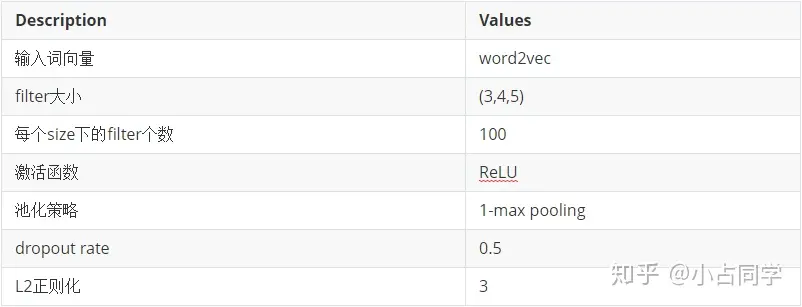 Description Values
输入词向量 word2vec
filter大小 (3,4,5)
每个size下的filter个数 100
激活函数 ReLU
池化策略 1-max pooling
dropout rate 0.5
L2正则化 3
知乎 @小占同学